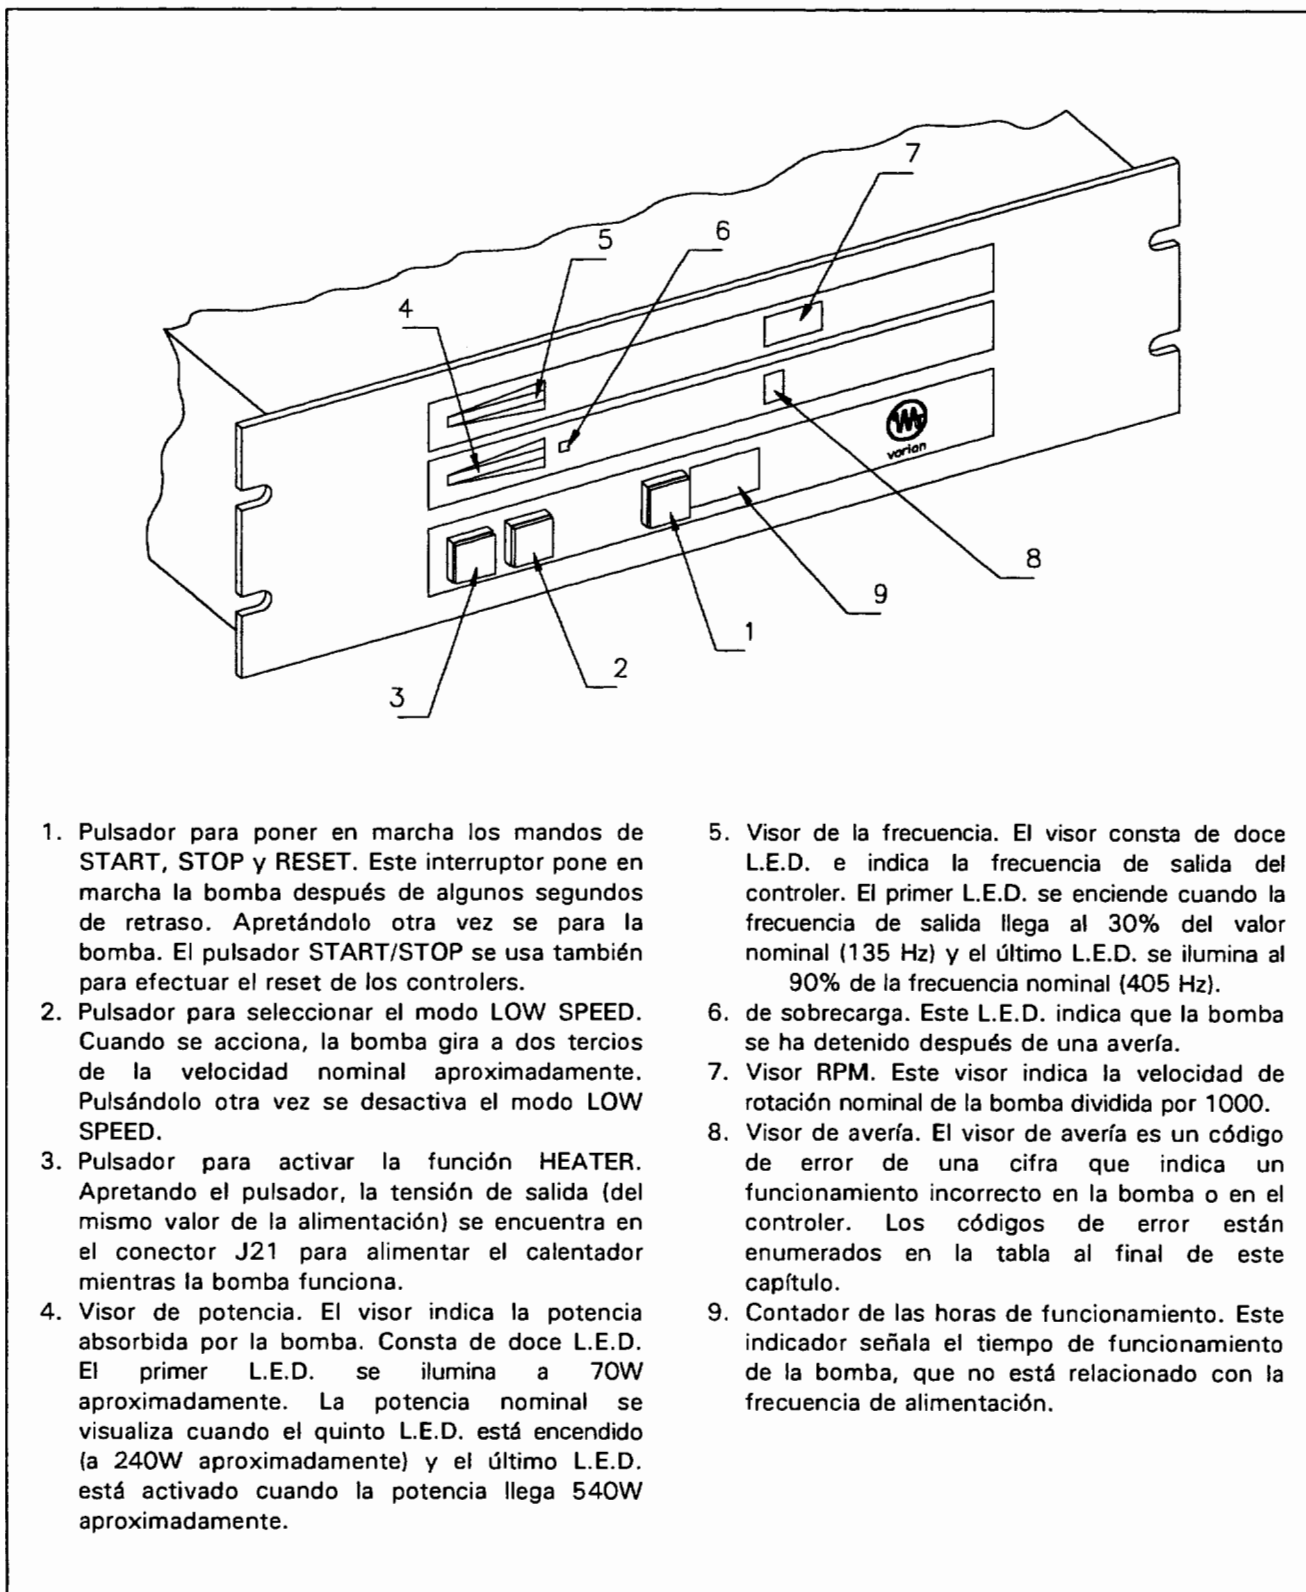 7
5
6
4
varian
8
9
1
2
3
1. Pulsador para poner en marcha los mandos de
START, STOP y RESET. Este interruptor pone en
marcha la bomba después de algunos segundos
de retraso. Apretándolo otra vez se para la
bomba. El pulsador START/STOP se usa también
para efectuar el reset de los controlers.
2. Pulsador para seleccionar el modo LOW SPEED.
Cuando se acciona, la bomba gira a dos tercios
de la velocidad nominal aproximadamente.
Pulsándolo otra vez se desactiva el modo LOW
SPEED.
3. Pulsador para activar la función HEATER.
Apretando el pulsador, la tensión de salida (del
mismo valor de la alimentación) se encuentra en
el conector J21 para alimentar el calentador
mientras la bomba funciona.
4. Visor de potencia. El visor indica la potencia
absorbida por la bomba. Consta de doce L.E.D.
El primer L.E.D. se ilumina a 70W
aproximadamente. La potencia nominal se
visualiza cuando el quinto L.E.D. está encendido
(a 240W aproximadamente) y el último L.E.D.
está activado cuando la potencia llega 540W
aproximadamente.
5. Visor de la frecuencia. El visor consta de doce
L.E.D. e indica la frecuencia de salida del
controler. El primer L.E.D. se enciende cuando la
frecuencia de salida llega al 30% del valor
nominal (135 Hz) y el último L.E.D. se ilumina al
90% de la frecuencia nominal (405 Hz).
6. de sobrecarga. Este L.E.D. indica que la bomba
se ha detenido después de una avería.
7. Visor RPM. Este visor indica la velocidad de
rotación nominal de la bomba dividida por 1000.
8. Visor de avería. El visor de avería es un código
de error de una cifra que indica un
funcionamiento incorrecto en la bomba o en el
controler. Los códigos de error están
enumerados en la tabla al final de este
capítulo.
9. Contador de las horas de funcionamiento. Este
indicador señala el tiempo de funcionamiento
de la bomba, que no está relacionado con la
frecuencia de alimentación.